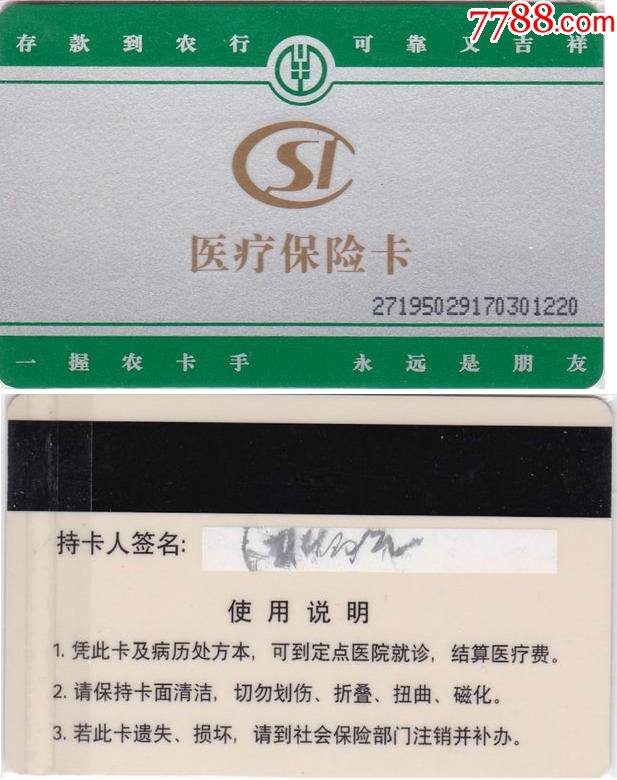 7788.com
存款到农行 可靠又吉祥
SI
医疗保险卡
27195029170301220
一握农卡手 永远是朋友
持卡人签名:
使用说明
1. 凭此卡及病历处方本，可到定点医院就诊，结算医疗费。
2. 请保持卡面清洁，切勿划伤、折叠、扭曲、磁化。
3. 若此卡遗失、损坏，请到社会保险部门注销并补办。